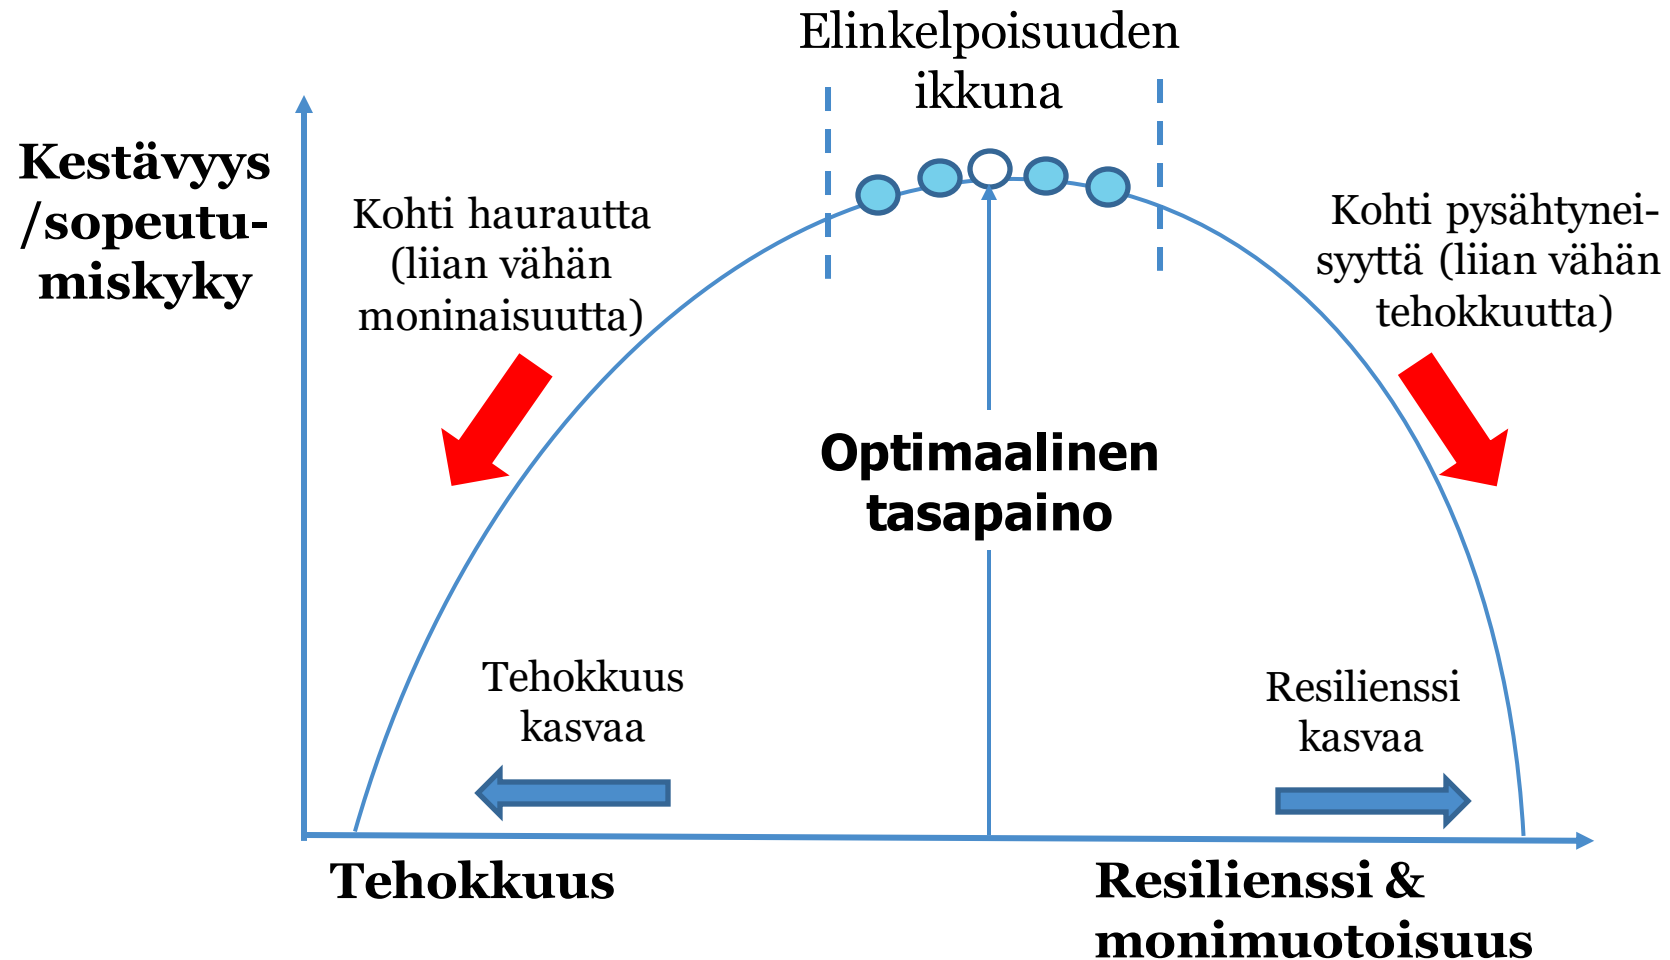 Elinkelpoisuuden
ikkuna
Kestävyys
/sopeutu-
miskyky
Kohti haurautta
(liian vähän
moninaisuutta)
Kohti pysähtynei-
syyttä (liian vähän
tehokkuutta)
Optimaalinen
tasapaino
Tehokkuus
kasvaa
Resilienssi
kasvaa
Tehokkuus
Resilienssi &
monimuotoisuus